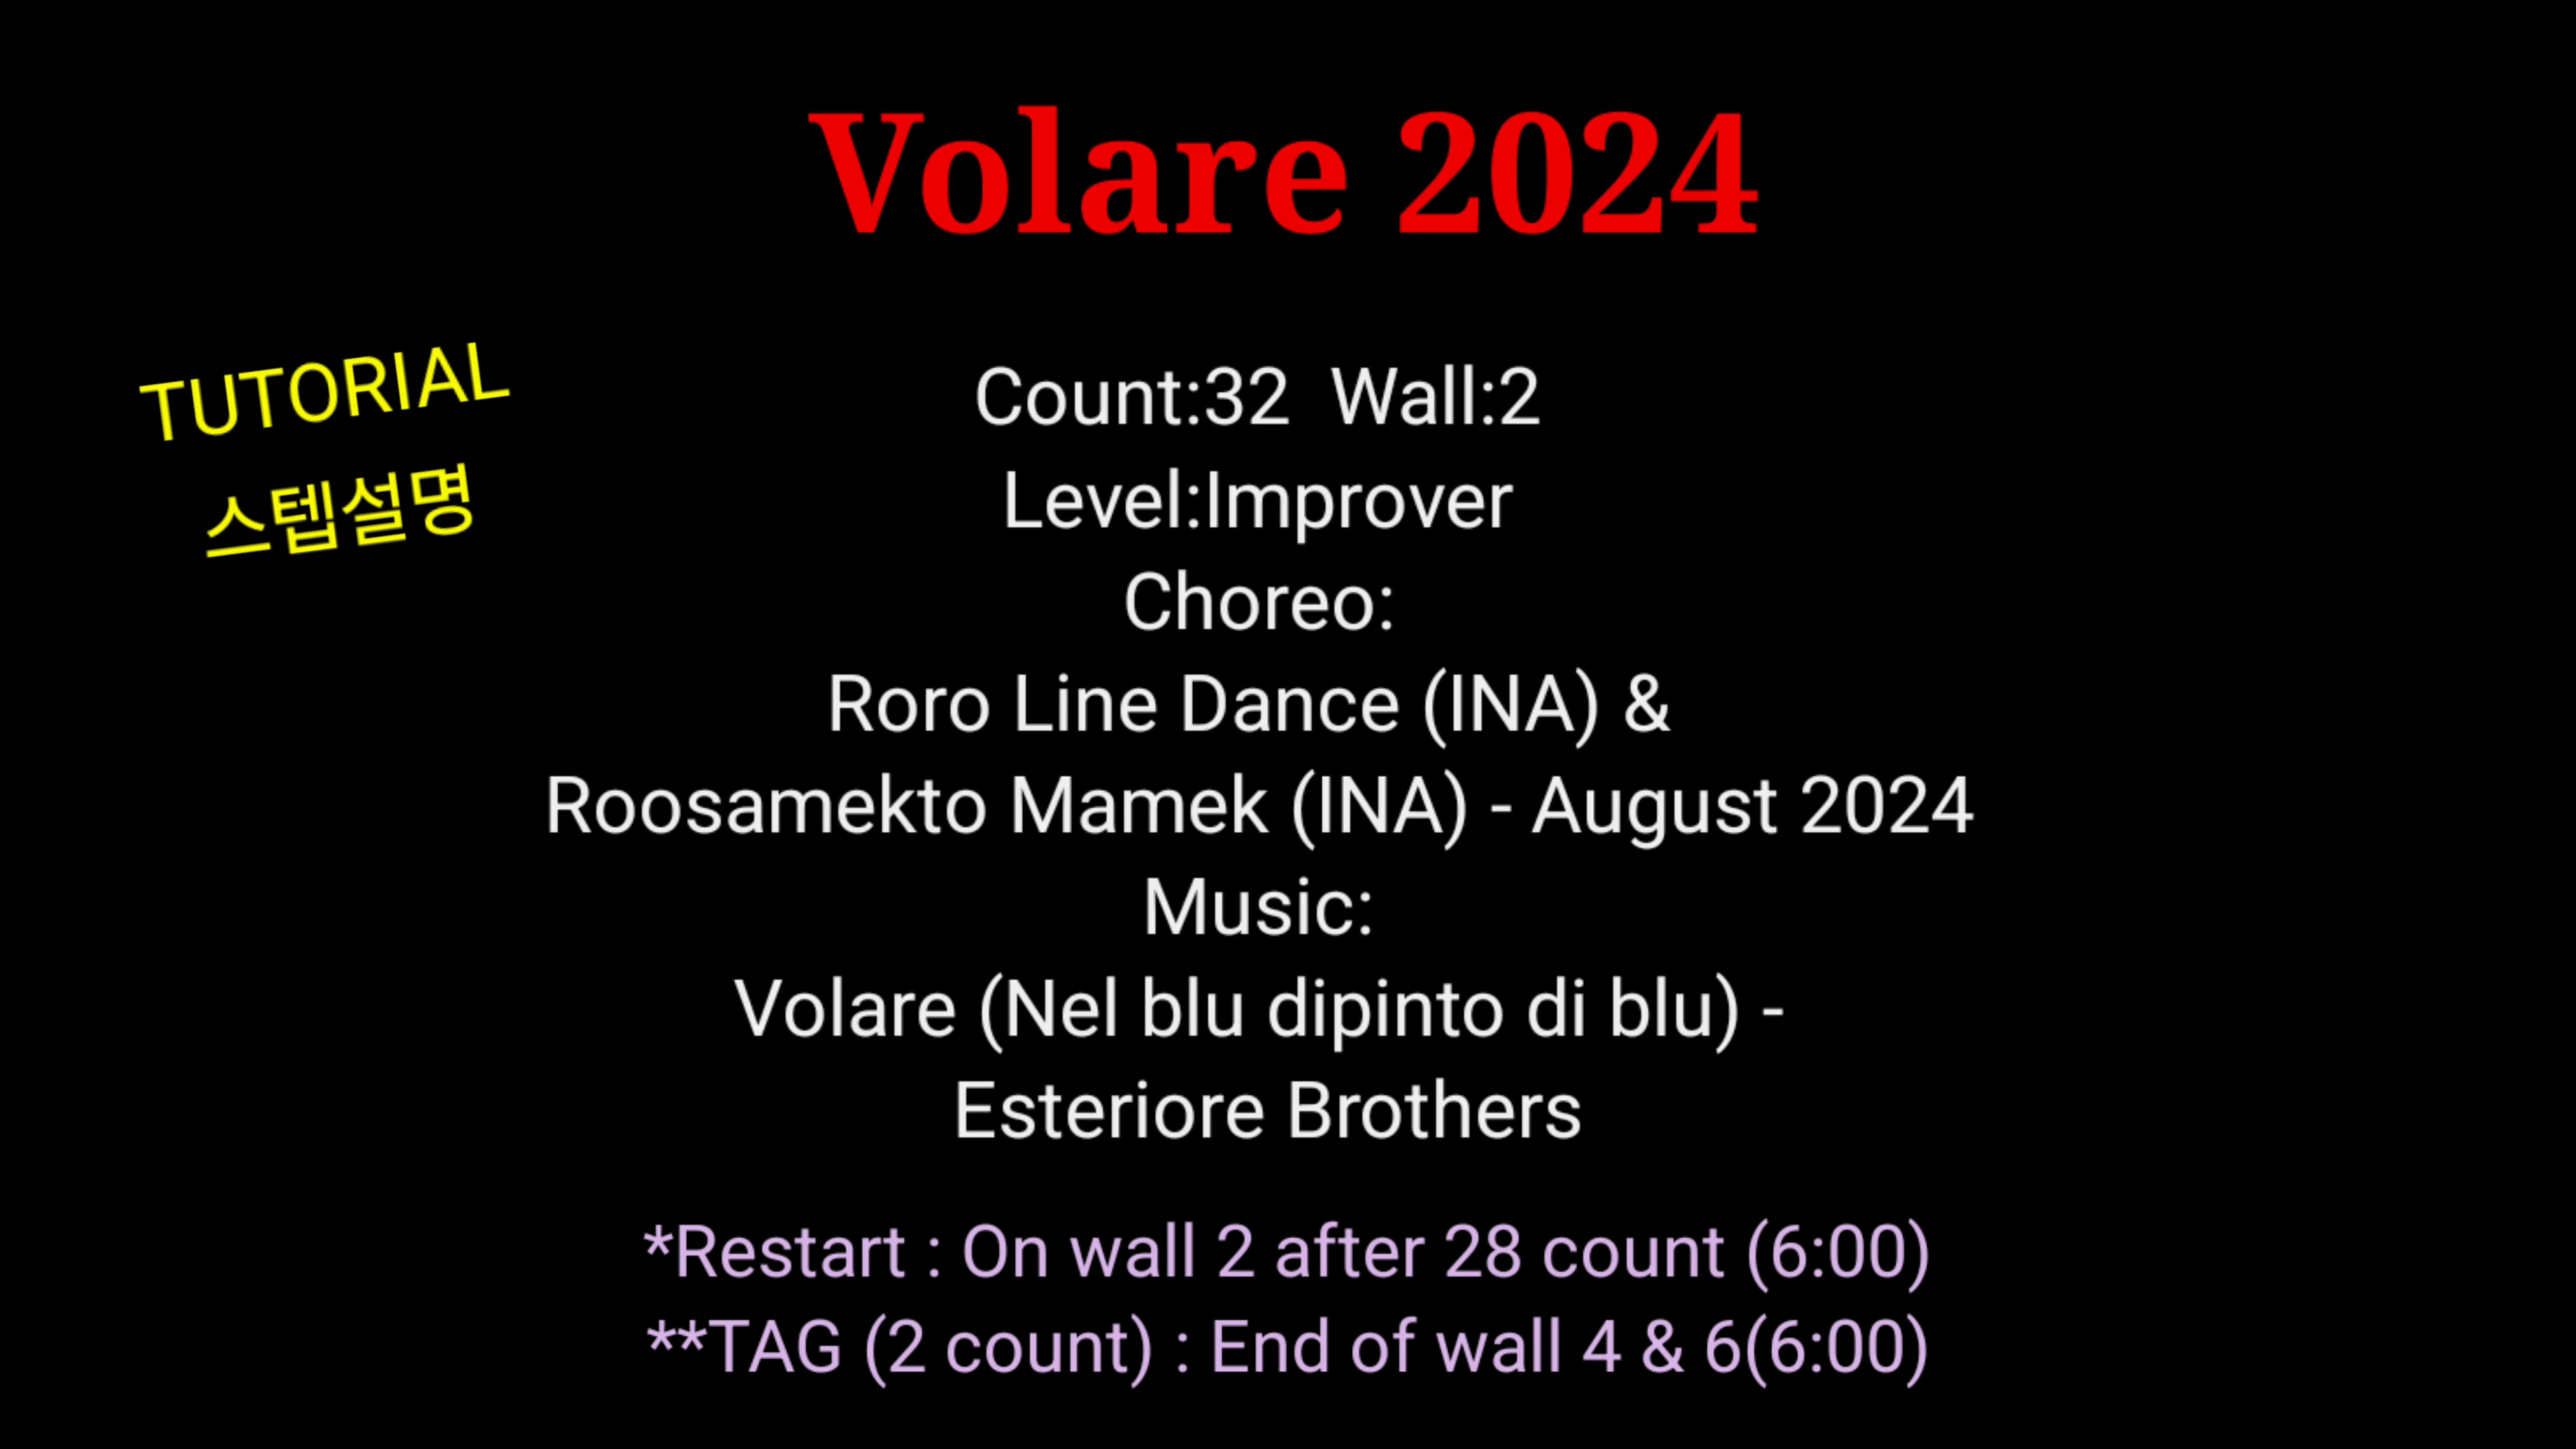 Volare 2024
TUTORIAL
스텝설명
Count:32  Wall:2
Level:Improver
Choreo:
Roro Line Dance (INA) &
Roosamekto Mamek (INA) - August 2024
Music:
Volare (Nel blu dipinto di blu) -
Esteriore Brothers
*Restart : On wall 2 after 28 count (6:00)
**TAG (2 count) : End of wall 4 & 6(6:00)